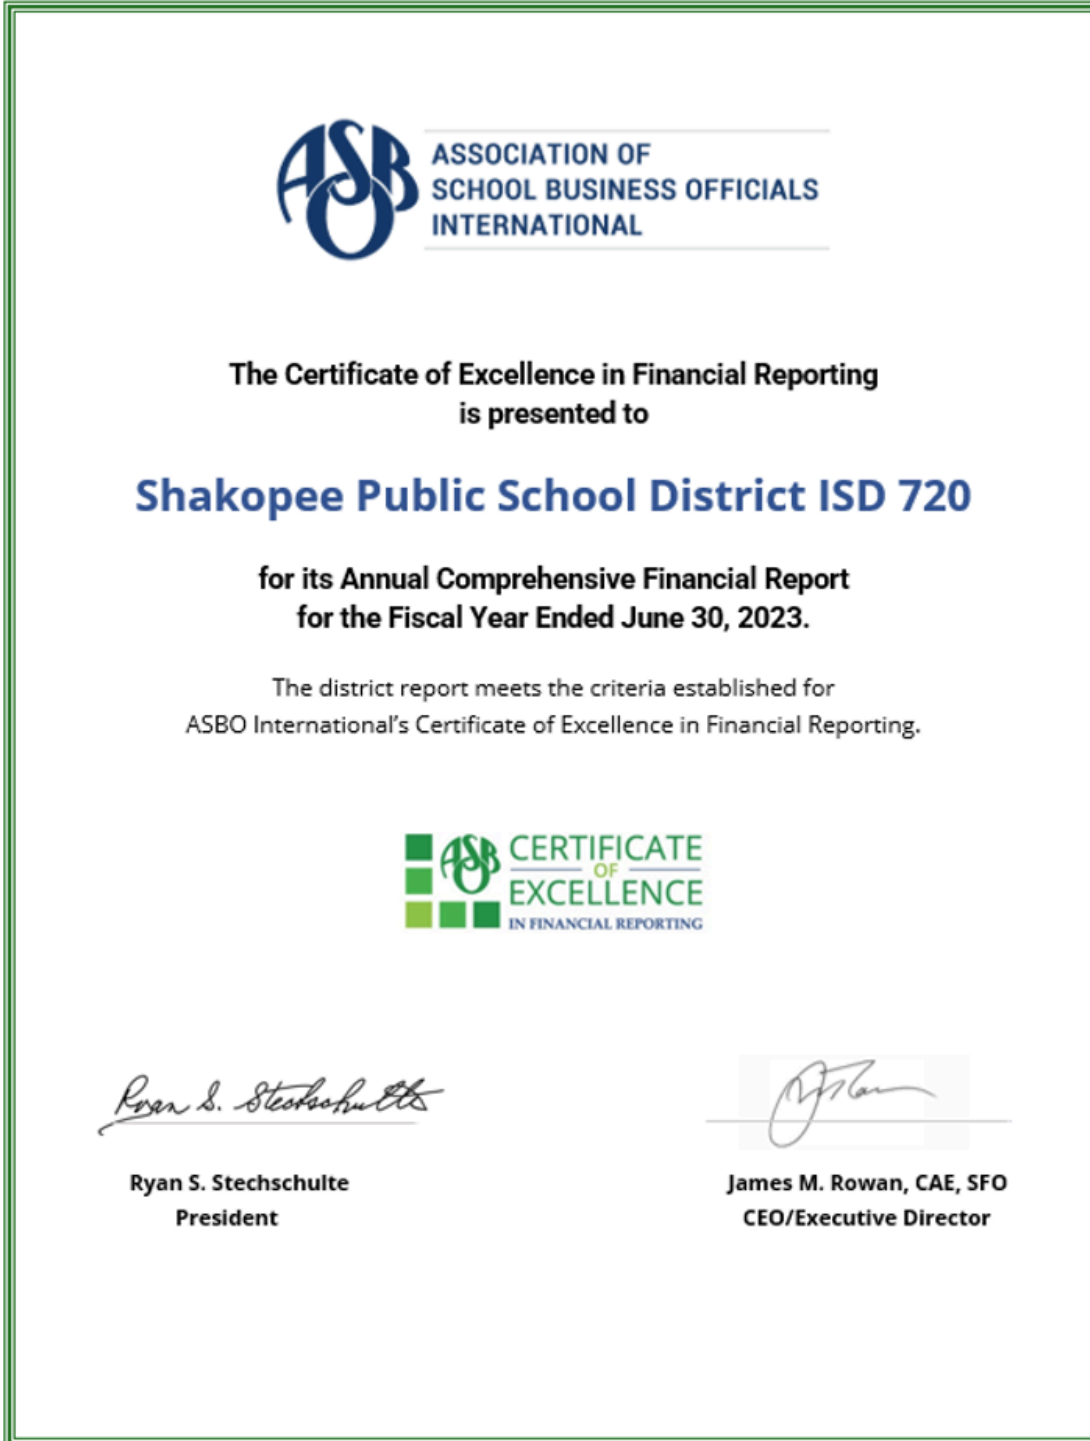 ASBO
ASSOCIATION OF
SCHOOL BUSINESS OFFICIALS
INTERNATIONAL
The Certificate of Excellence in Financial Reporting
is presented to
Shakopee Public School District ISD 720
for its Annual Comprehensive Financial Report
for the Fiscal Year Ended June 30, 2023.
The district report meets the criteria established for
ASBO International's Certificate of Excellence in Financial Reporting.
ASBO
CERTIFICATE
OF
EXCELLENCE
IN FINANCIAL REPORTING
Ryan S. Stechschulte
Ryan S. Stechschulte
President
James M. Rowan, CAE, SFO
CEO/Executive Director